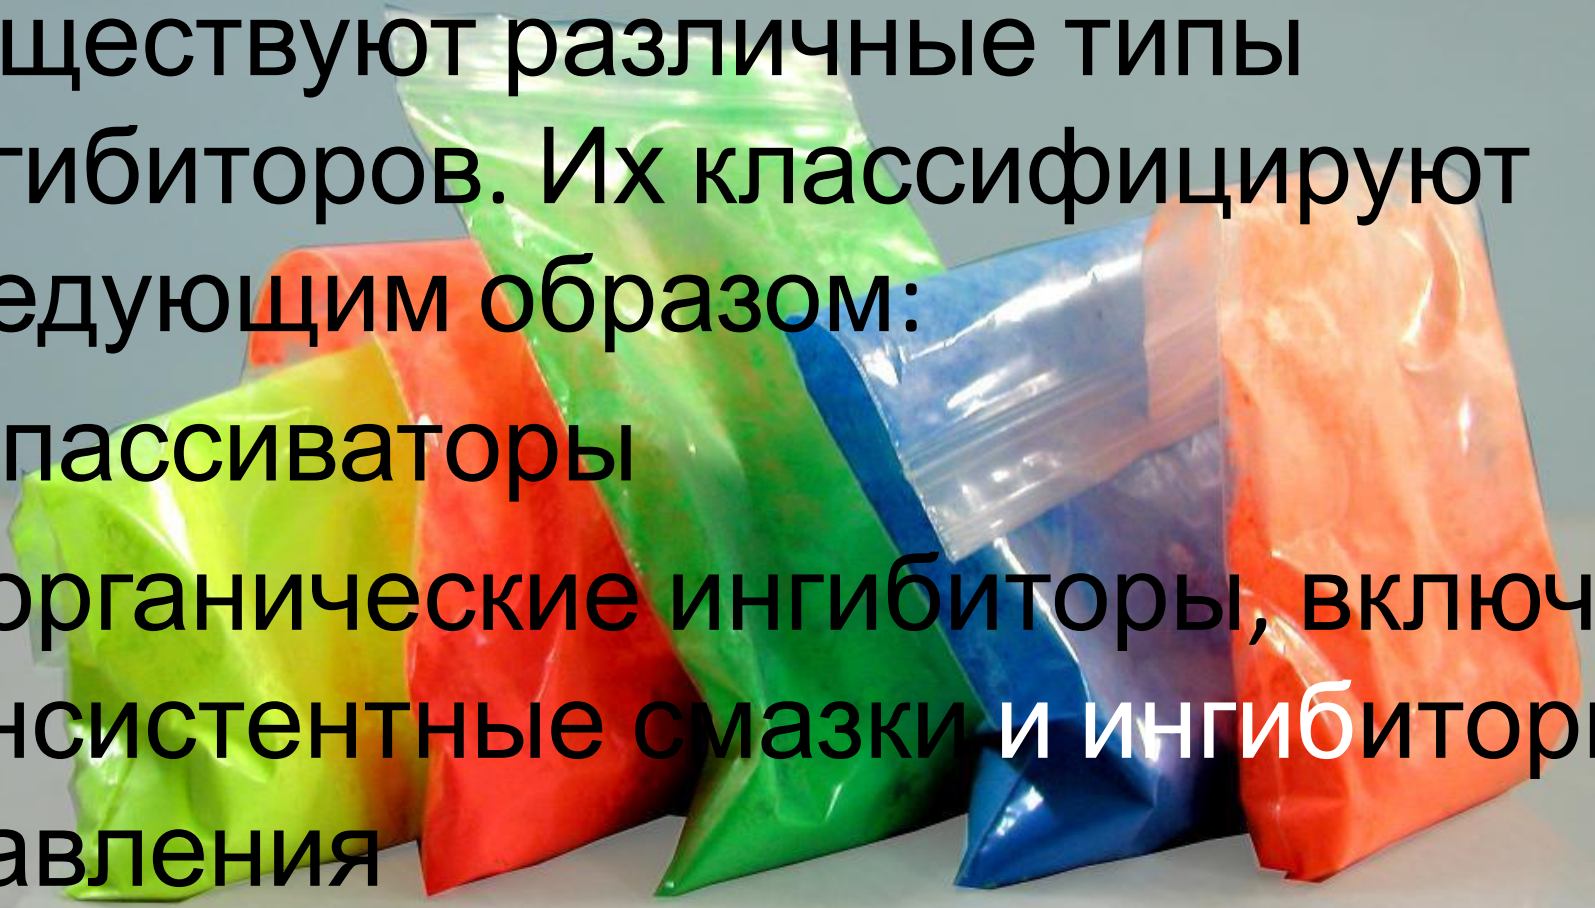 ществуют различные типы
гибиторов. Их классифицируют
едующим образом:
пассиваторы
органические ингибиторы, включ
нсистентные смазки и ингибитор
авления